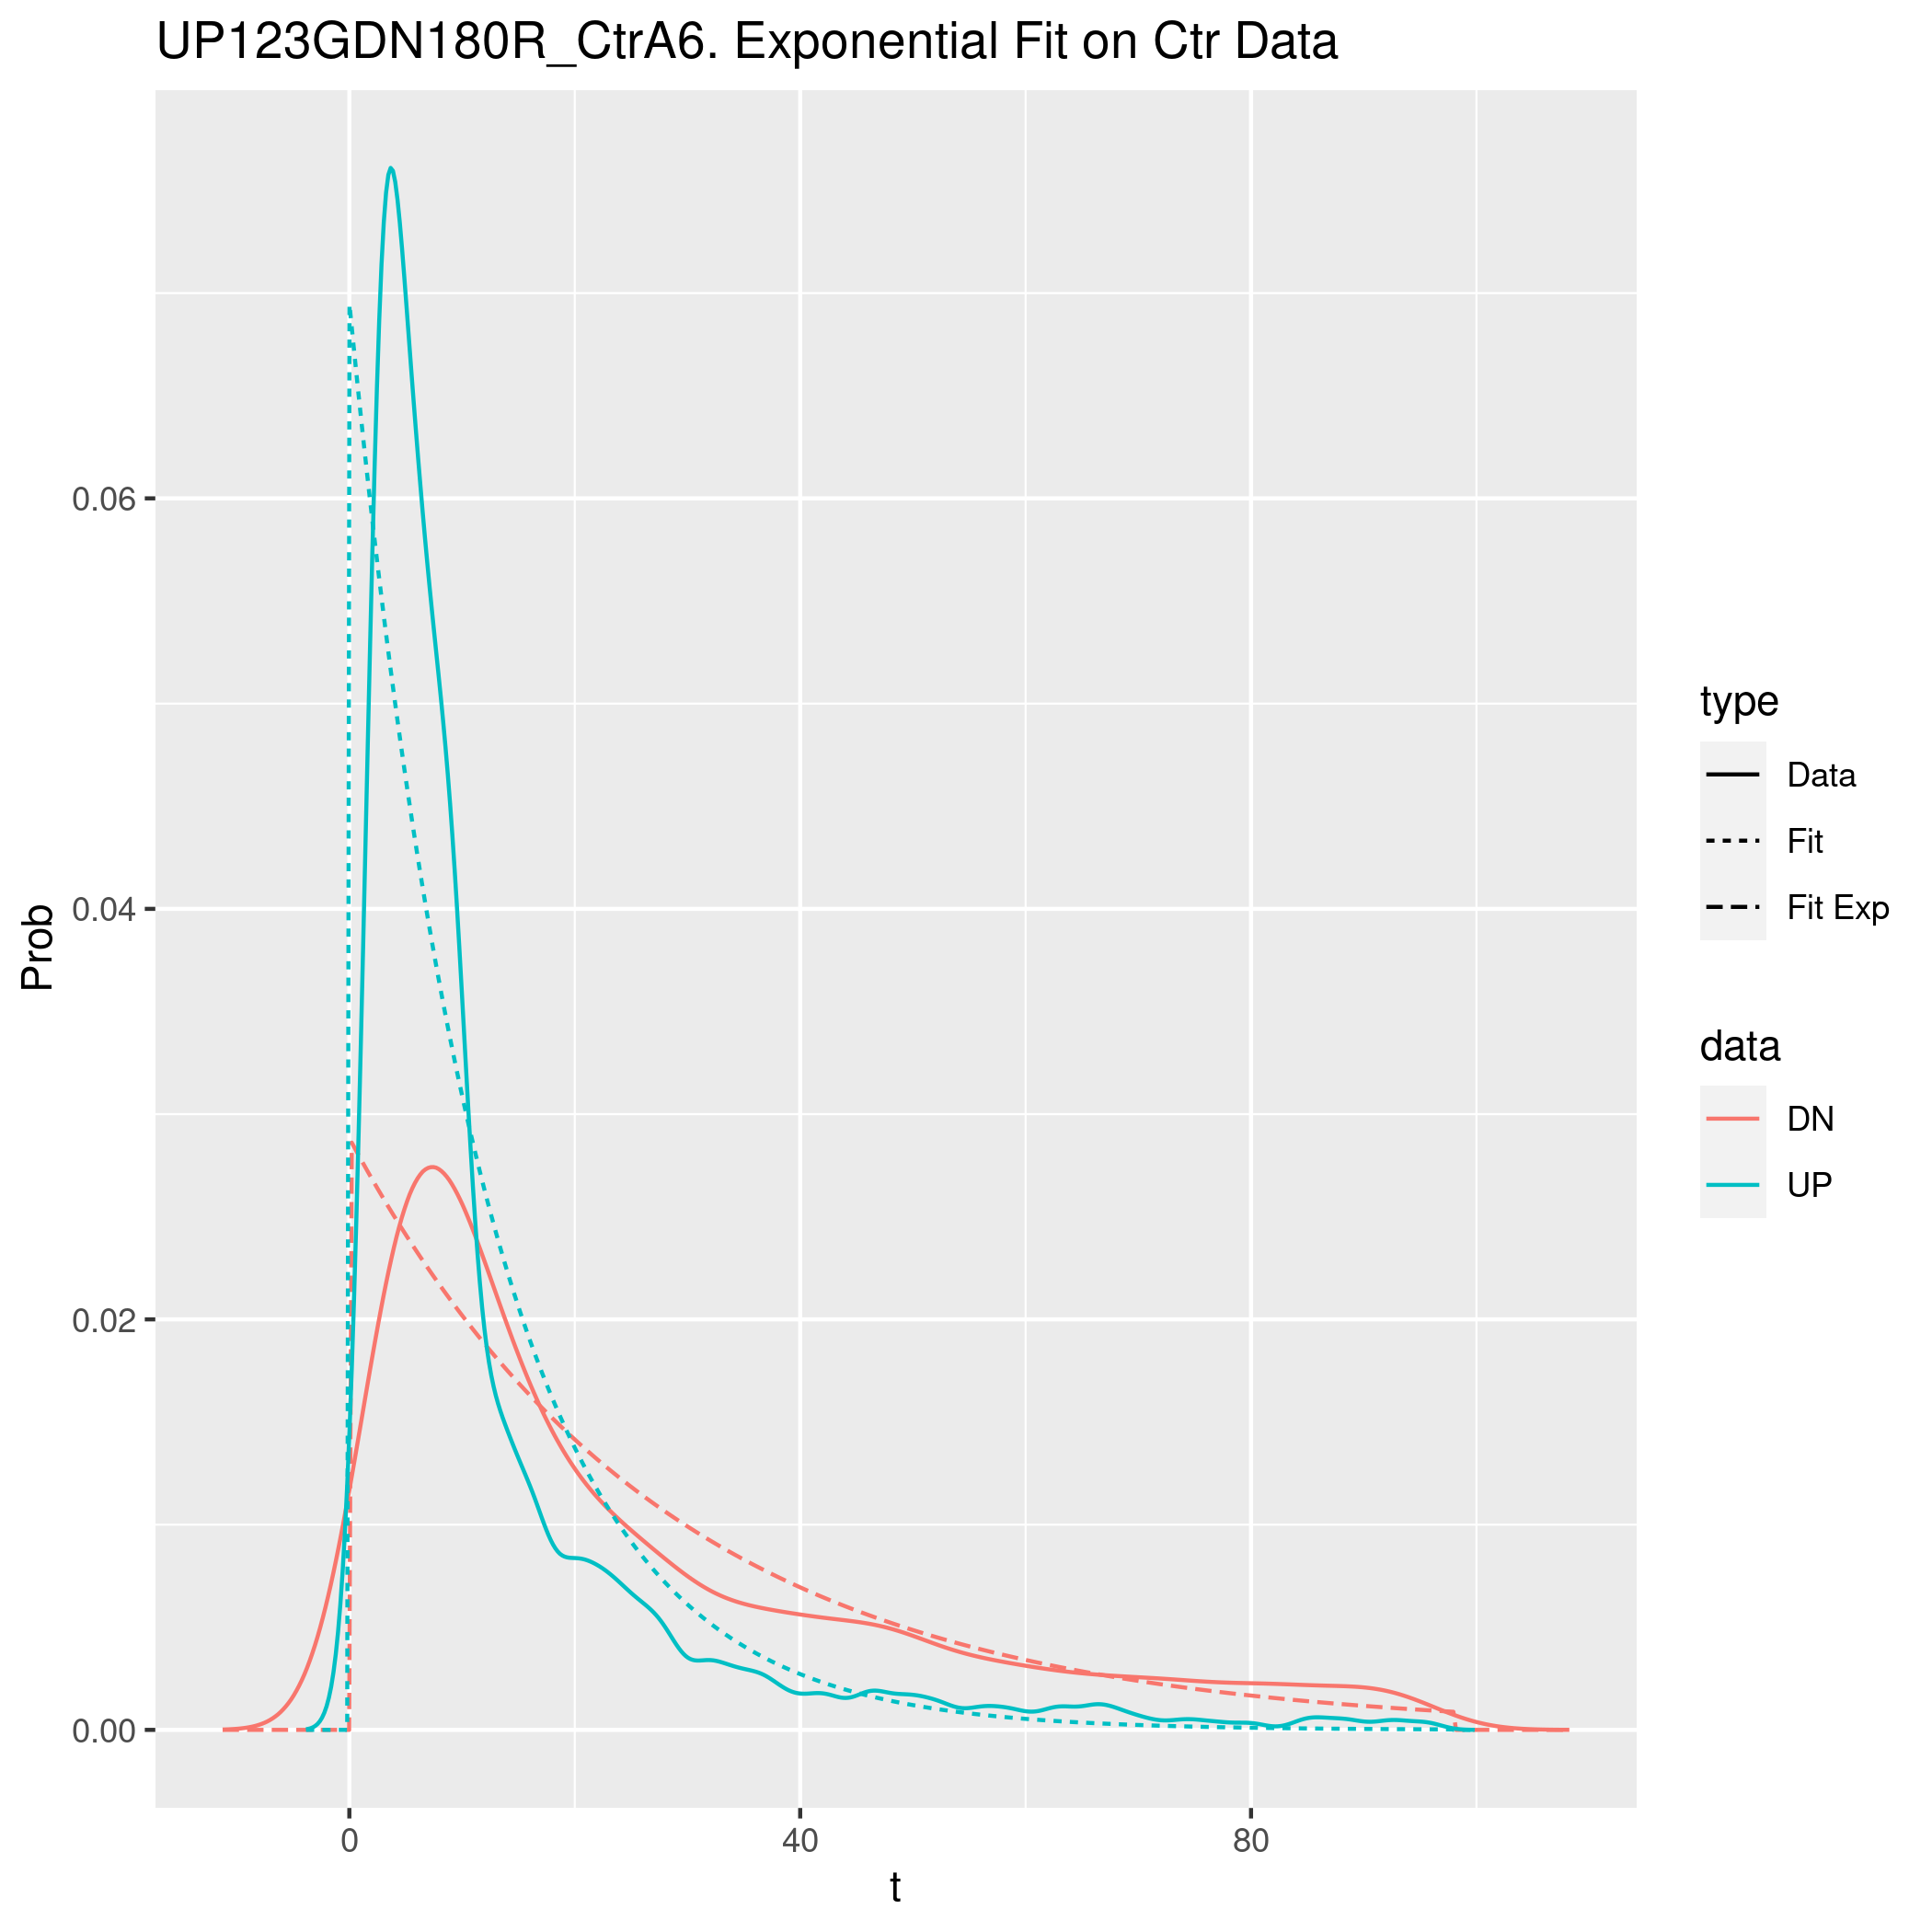 UP123GDN180R_CtrA6. Exponential Fit on Ctr Data
Prob
0.06
0.04
0.02
0.00
0
40
80
t
type
Data
Fit
Fit Exp
data
DN
UP